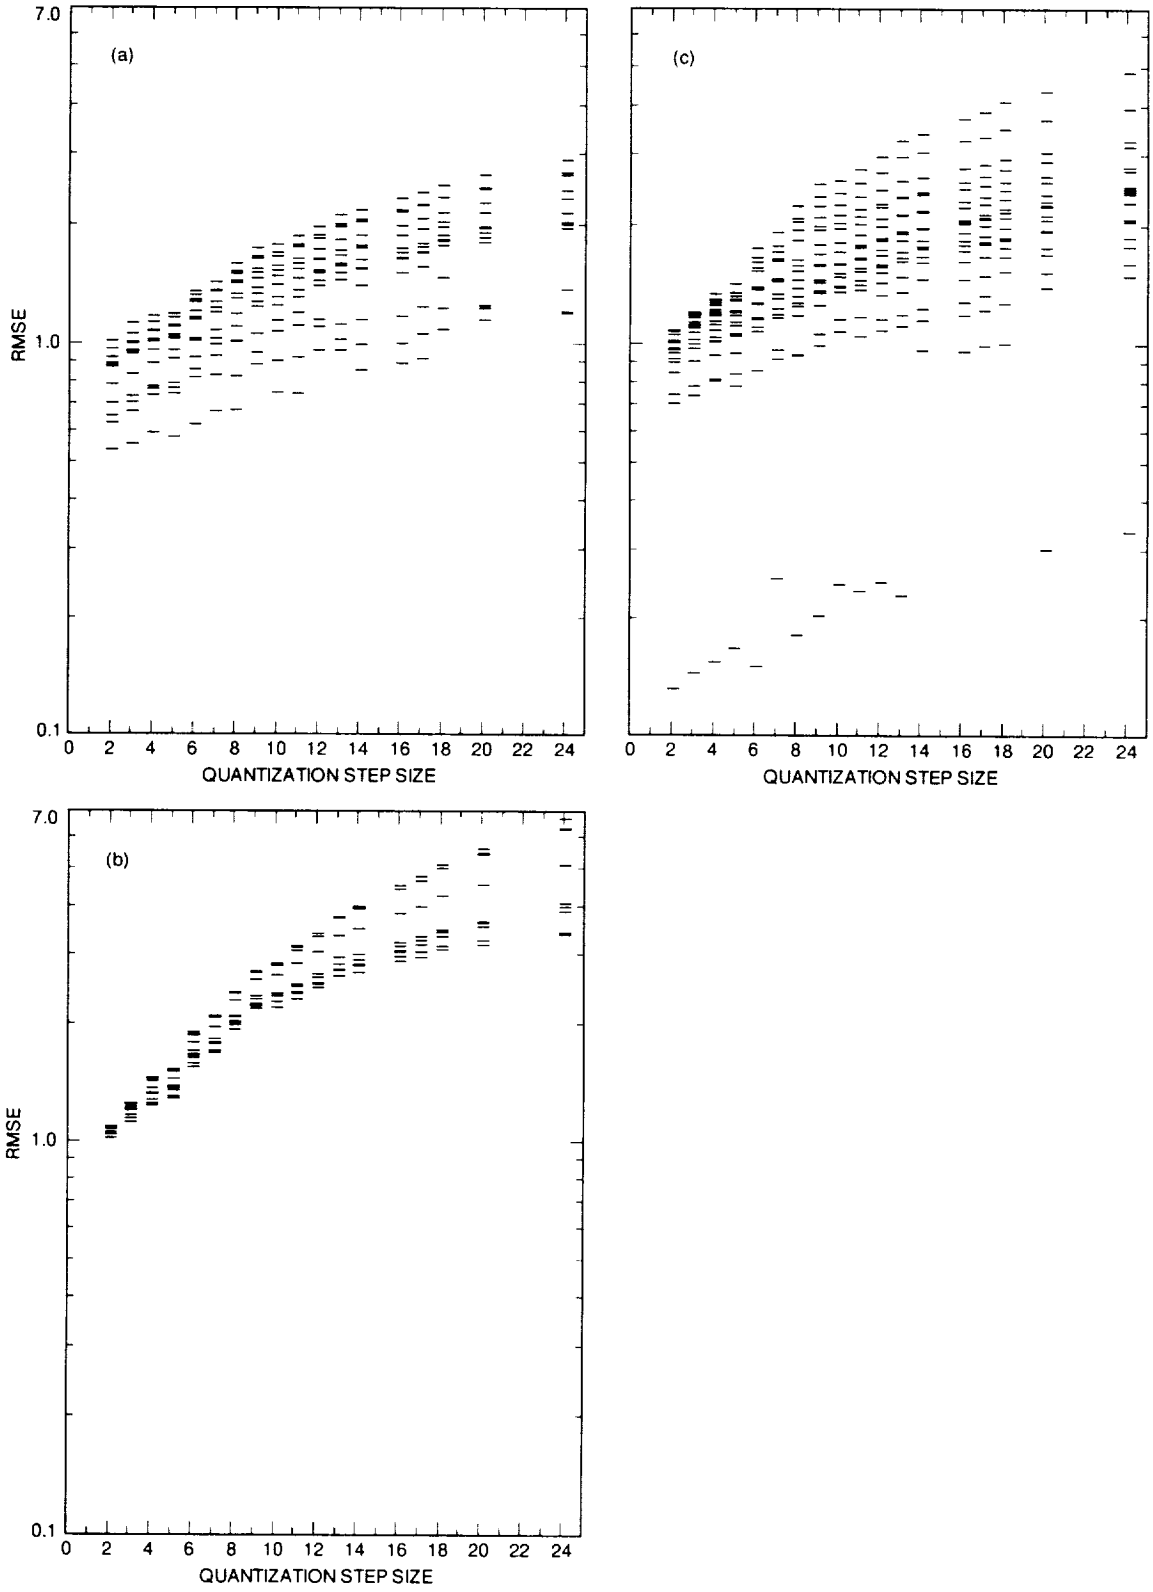 7.0
(a)
(c)
RMSE
1.0
0.1
0 2 4 6 8 10 12 14 16 18 20 22 24
0 2 4 6 8 10 12 14 16 18 20 22 24
QUANTIZATION STEP SIZE
QUANTIZATION STEP SIZE
7.0
(b)
RMSE
1.0
0.1
0 2 4 6 8 10 12 14 16 18 20 22 24
QUANTIZATION STEP SIZE